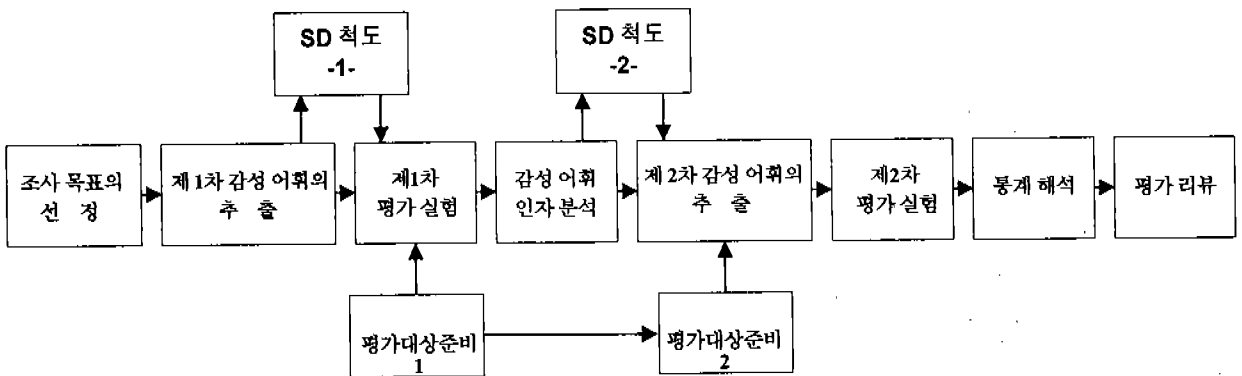 SD 척도
-1-
SD 척도
-2-
조사 목표의
선 정
제 1차 감성 어휘의
추 출
제1차
평가 실험
감성 어휘
인자 분석
제 2차 감성 어휘의
추 출
제2차
평가 실험
통계 해석
평가 리뷰
평가대상준비
1
평가대상준비
2